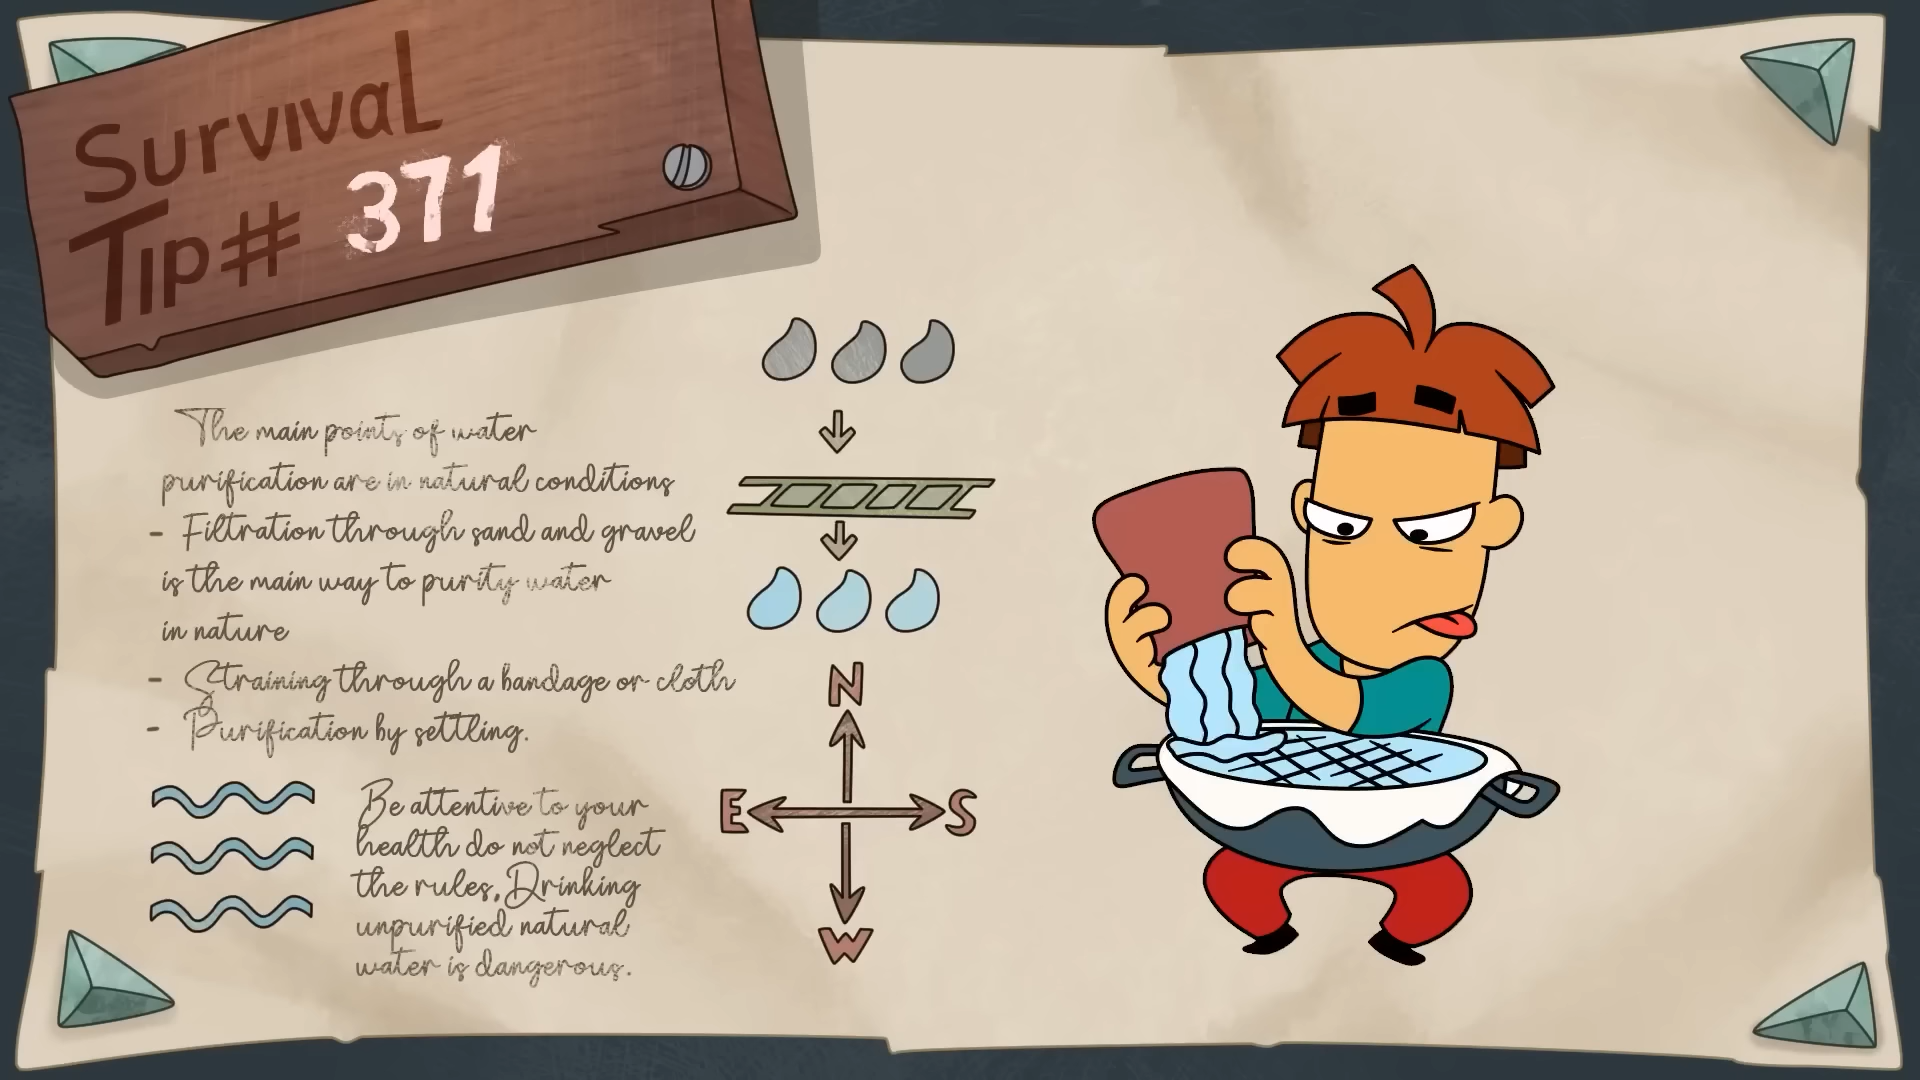 Survival
Tip# 371
The main points of water
purification are in natural conditions
- Filtration through sand and gravel
is the main way to purity water
in nature
- Straining through a bandage or cloth
- Purification by settling.
Be attentive to your
health do not neglect
the rules. Drinking
unpurified natural
water is dangerous.
N
E S
W